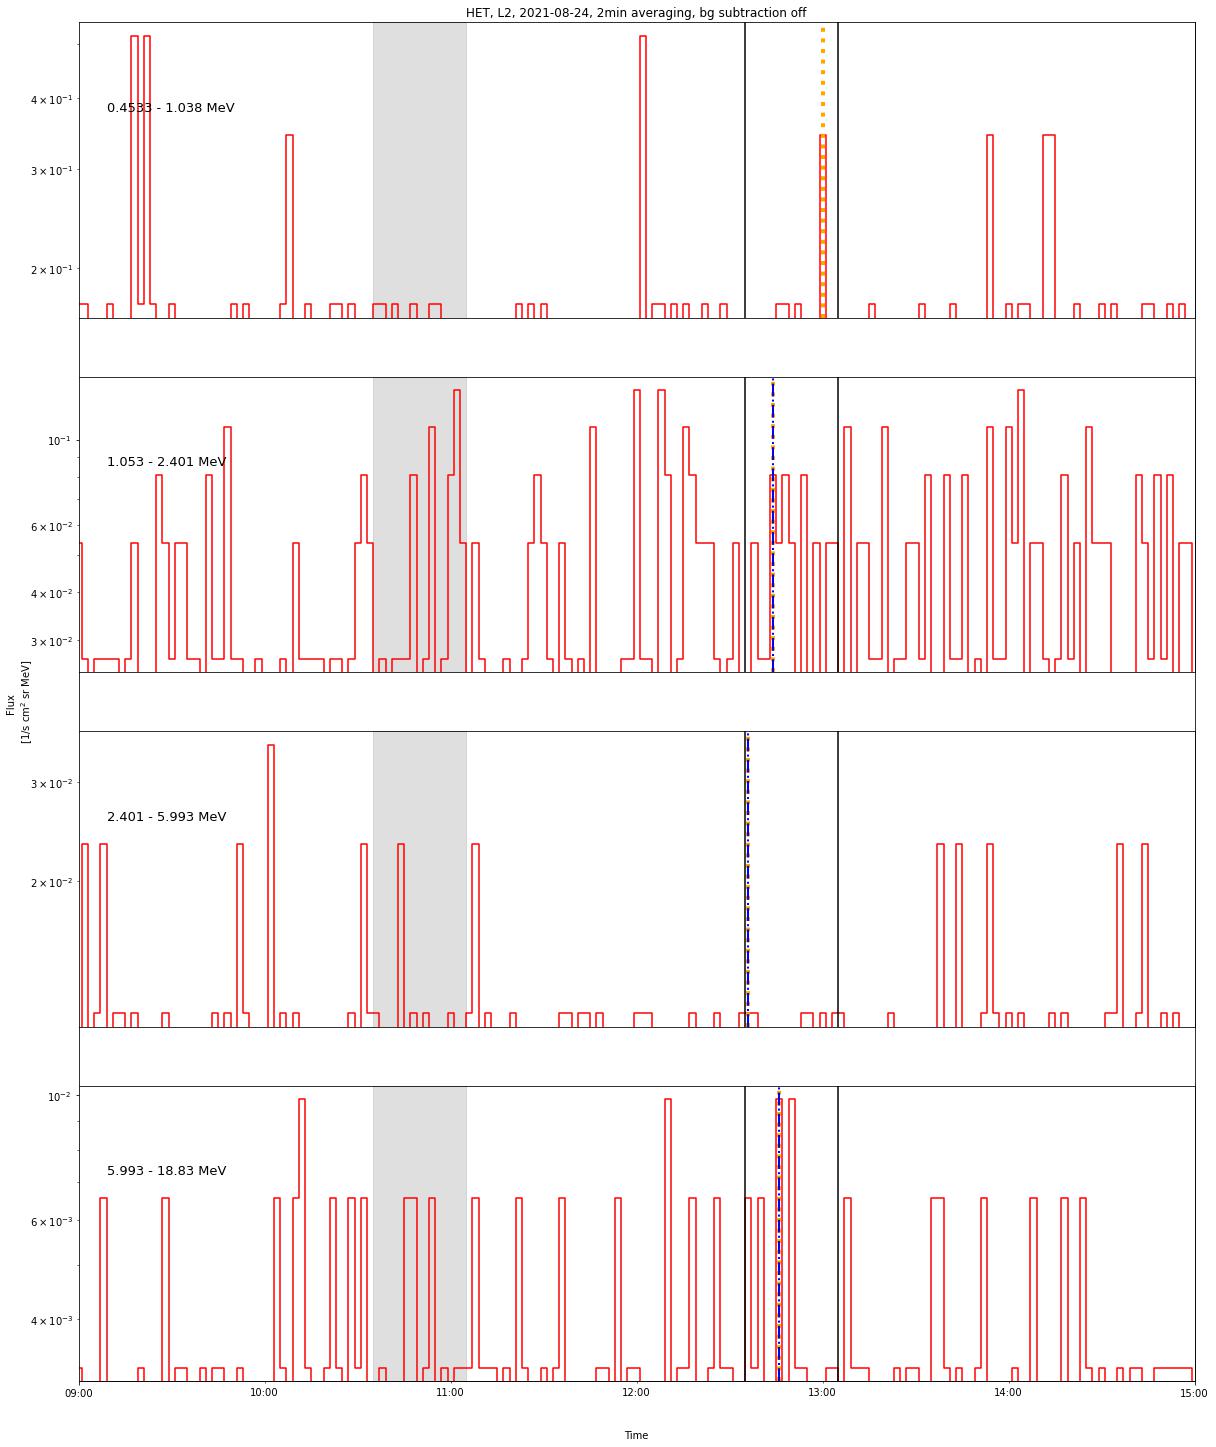 HET, L2, 2021-08-24, 2min averaging, bg subtraction off
4 × 10⁻¹
0.4533 - 1.038 MeV
3 × 10⁻¹
2 × 10⁻¹
10⁻¹
1.053 - 2.401 MeV
6 × 10⁻²
4 × 10⁻²
3 × 10⁻²
Flux
[1/s cm² sr MeV]
3 × 10⁻²
2.401 - 5.993 MeV
2 × 10⁻²
10⁻²
5.993 - 18.83 MeV
6 × 10⁻³
4 × 10⁻³
09:00 10:00 11:00 12:00 13:00 14:00 15:00
Time